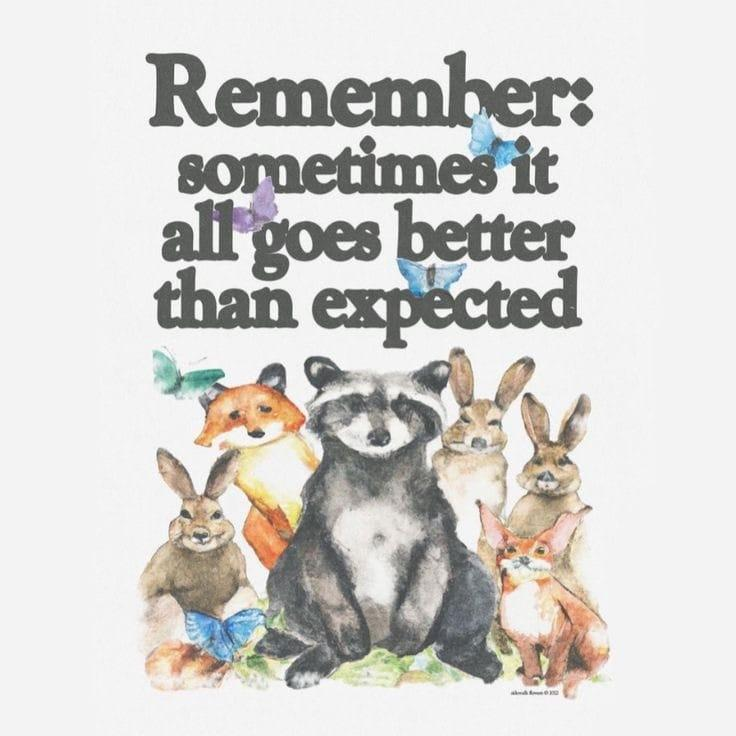 Remember:
sometimes it
all goes better
than expected